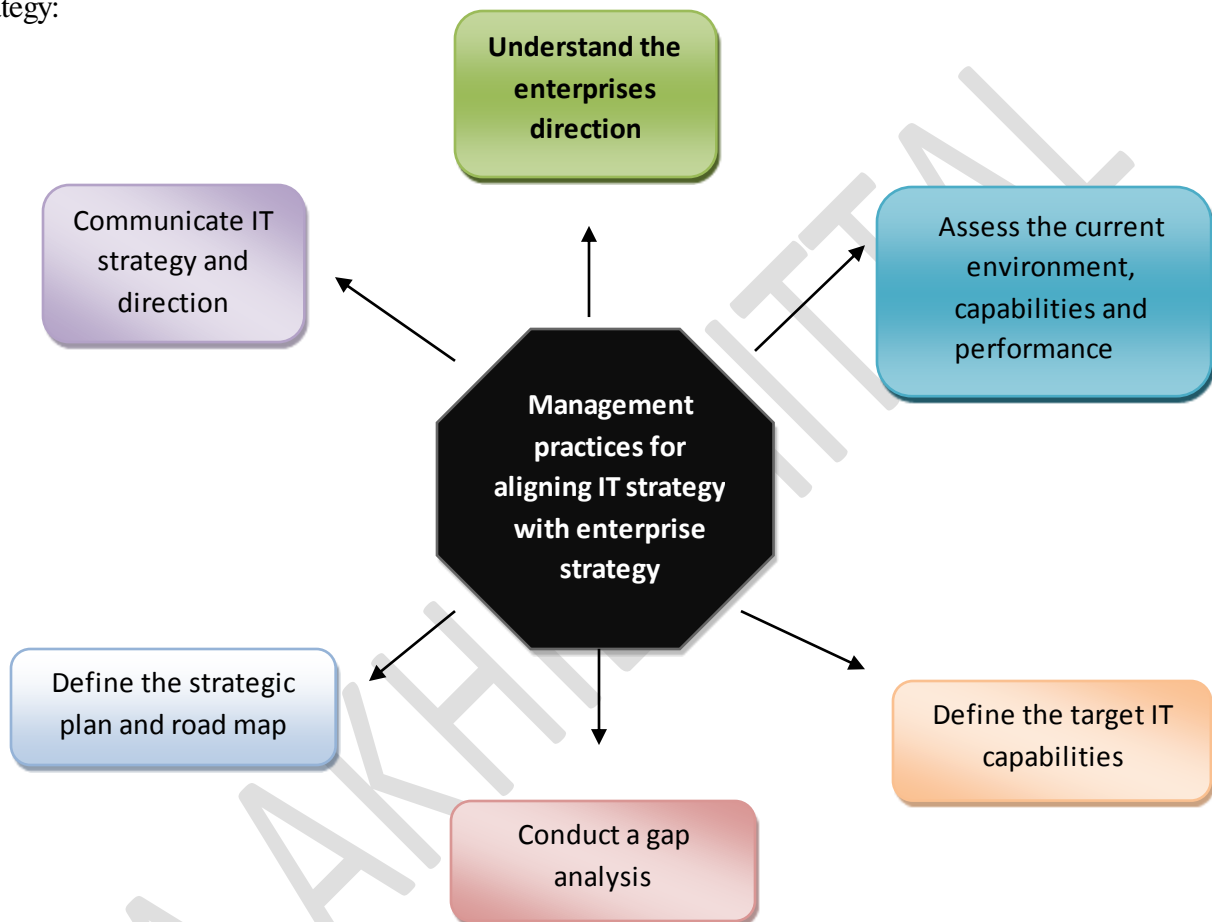 tegy:
Understand the
enterprises
direction
Communicate IT
strategy and
direction
Assess the current
environment,
capabilities and
performance
Management
practices for
aligning IT strategy
with enterprise
strategy
Define the strategic
plan and road map
Define the target IT
capabilities
Conduct a gap
analysis